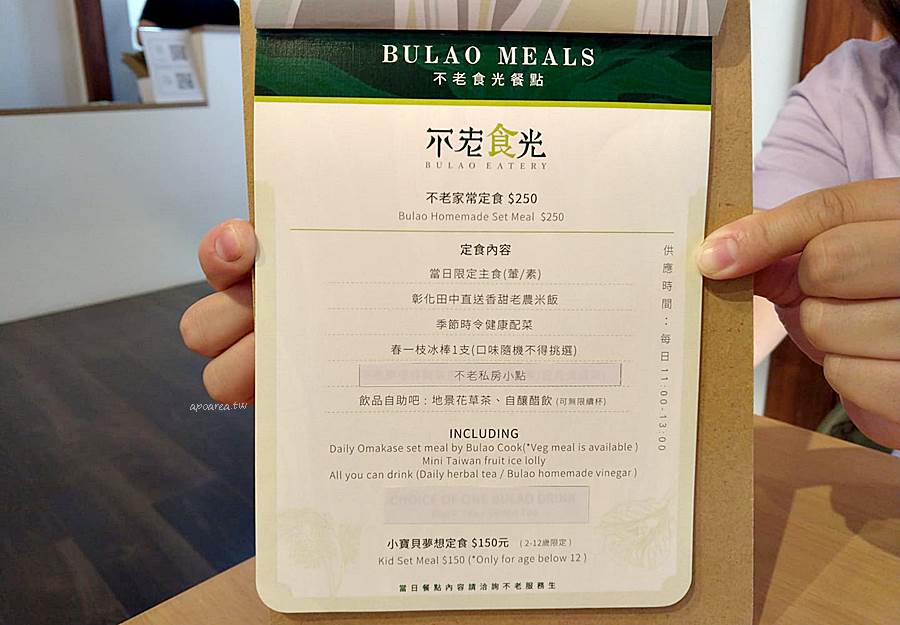 BULAO MEALS
不老食光餐點
不老食光
BULAO EATERY
不老家常定食 $250
Bulao Homemade Set Meal $250
定食內容
當日限定主食(葷/素)
彰化田中直送香甜老農米飯
季節時令健康配菜
春一枝冰棒1支(口味隨機不得挑選)
不老私房小點
飲品自助吧：地景花草茶、自釀醋飲 (可無限續杯)
供應時間：每日11:00-13:00
INCLUDING
Daily Omakase set meal by Bulao Cook(*Veg meal is available )
Mini Taiwan fruit ice lolly
All you can drink (Daily herbal tea / Bulao homemade vinegar )
CHOICE OF ONE BULAO DRINK
小寶貝夢想定食 $150元 ( 2-12歲限定 )
Kid Set Meal $150 (*Only for age below 12 )
當日餐點內容請洽詢不老服務生
apoarea.tw